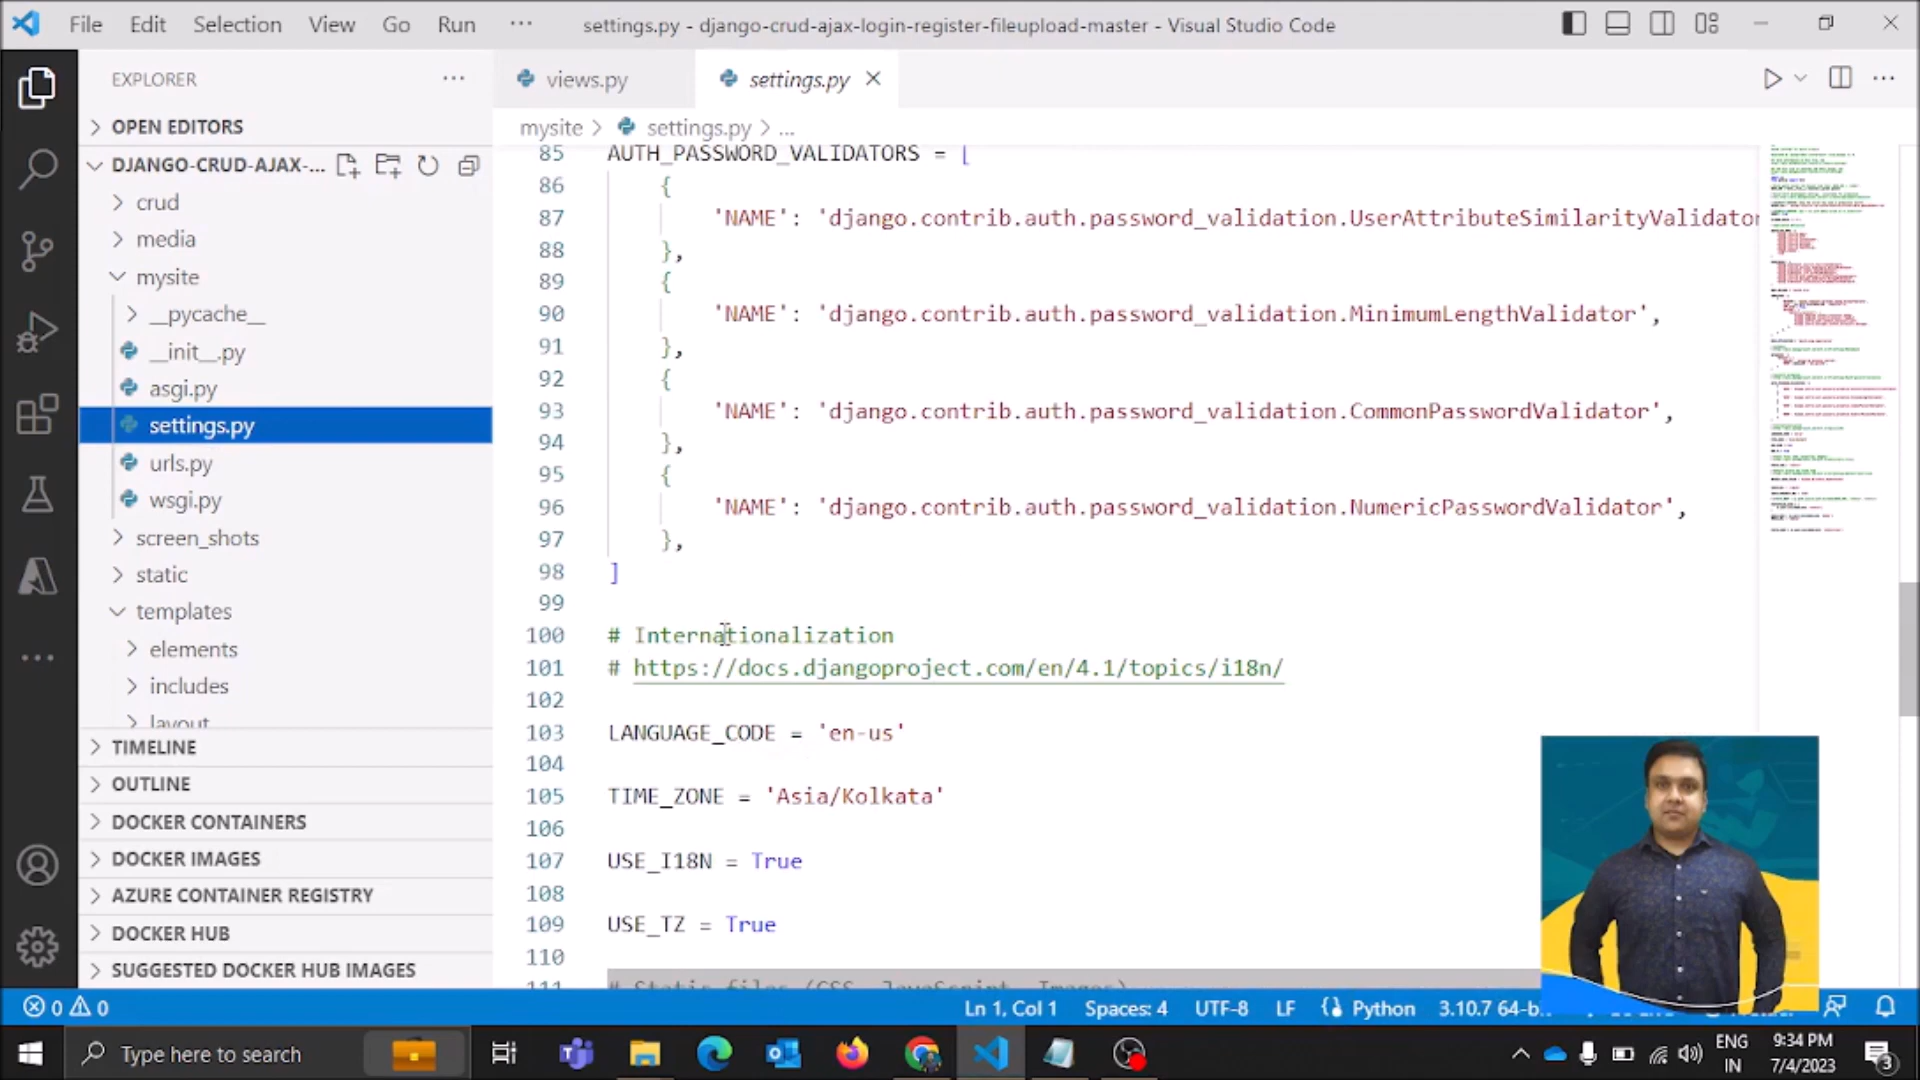 File Edit Selection View Go Run ··· settings.py - django-crud-ajax-login-register-fileupload-master - Visual Studio Code
EXPLORER
views.py
settings.py
OPEN EDITORS
mysite > settings.py > ...
DJANGO-CRUD-AJAX-...
crud
media
mysite
__pycache__
__init__.py
asgi.py
settings.py
urls.py
wsgi.py
screen_shots
static
templates
elements
includes
layout
TIMELINE
OUTLINE
DOCKER CONTAINERS
DOCKER IMAGES
AZURE CONTAINER REGISTRY
DOCKER HUB
SUGGESTED DOCKER HUB IMAGES
85 AUTH_PASSWORD_VALIDATORS = [
86 {
87 'NAME': 'django.contrib.auth.password_validation.UserAttributeSimilarityValidator
88 },
89 {
90 'NAME': 'django.contrib.auth.password_validation.MinimumLengthValidator',
91 },
92 {
93 'NAME': 'django.contrib.auth.password_validation.CommonPasswordValidator',
94 },
95 {
96 'NAME': 'django.contrib.auth.password_validation.NumericPasswordValidator',
97 },
98 ]
99
100 # Internationalization
101 # https://docs.djangoproject.com/en/4.1/topics/i18n/
102
103 LANGUAGE_CODE = 'en-us'
104
105 TIME_ZONE = 'Asia/Kolkata'
106
107 USE_I18N = True
108
109 USE_TZ = True
110
111 # Static files (CSS, JavaScript, Images)
0 0
Ln 1, Col 1 Spaces: 4 UTF-8 LF Python 3.10.7 64-bi
Type here to search
ENG
IN
9:34 PM
7/4/2023
3